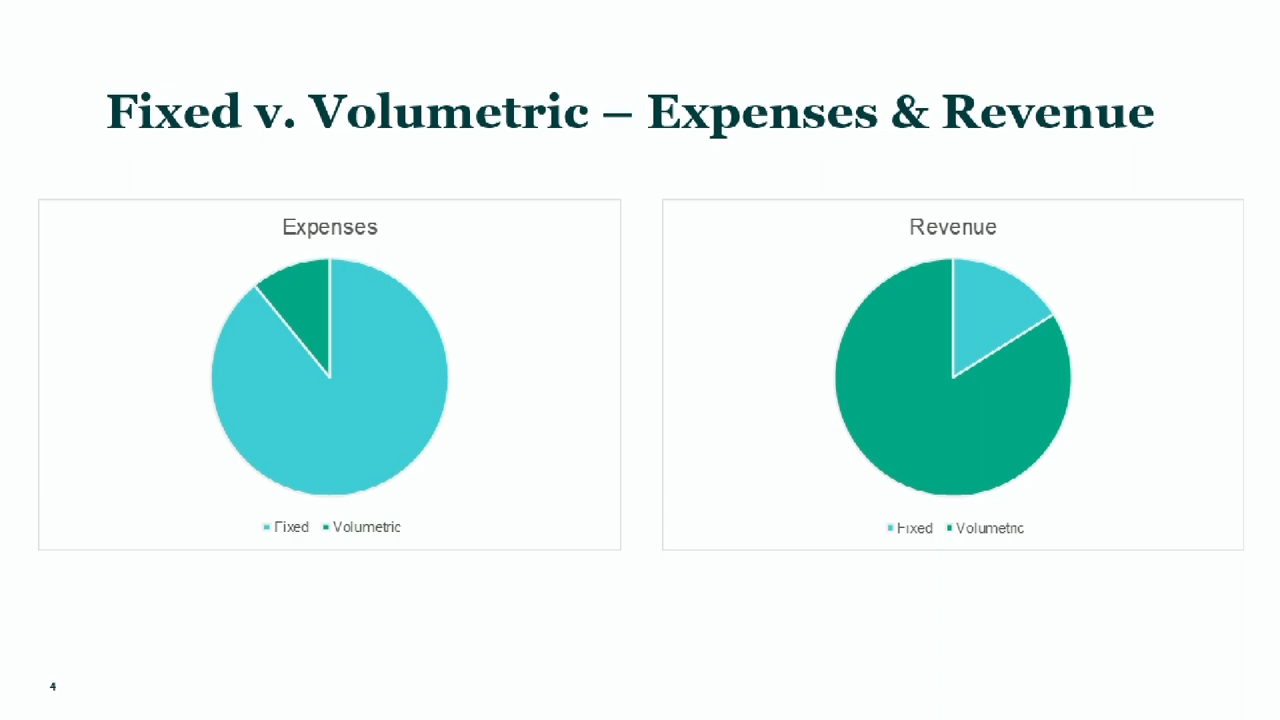 Fixed v. Volumetric – Expenses & Revenue
Expenses
Fixed Volumetric
Revenue
Fixed Volumetric
4